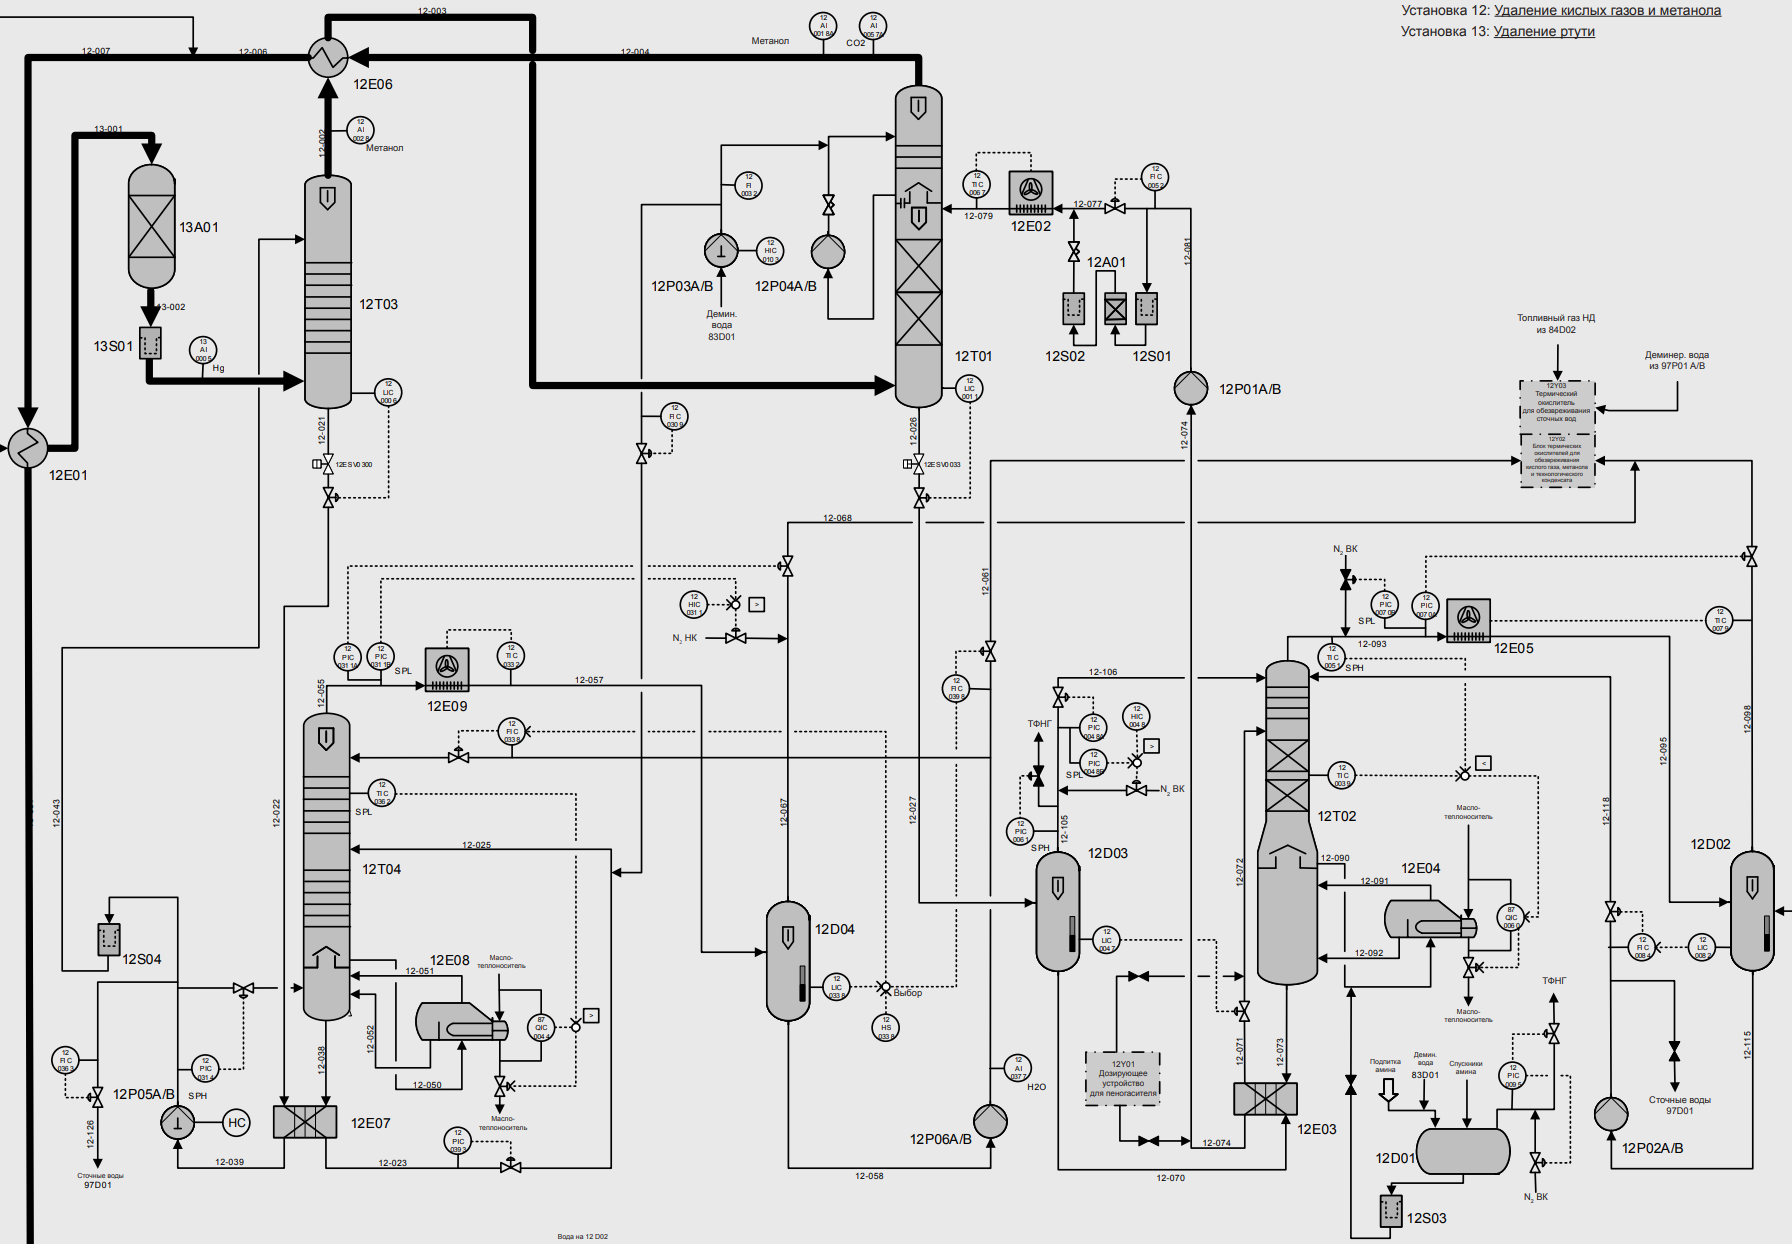 Установка 12: Удаление кислых газов и метанола
Установка 13: Удаление ртути
12-003
12
AI
001 8A
12
AI
005 7A
Метанол
CO2
12-007
12-006
12-004
12E06
13-001
12-002
12
AI
002 8
Метанол
13A01
12
FI
003 2
12
TIC
006 7
12
FIC
005 2
12-077
12-079
12E02
12
HIC
010 3
12-081
12A01
12P03A/B
12P04A/B
Демин.
вода
83D01
12T03
13-002
13S01
13
AI
000 5
Hg
12T01
12S02
12S01
Топливный газ НД
из 84D02
Деминер. вода
из 97P01 A/B
12
LIC
000 6
12
LIC
001 1
12P01A/B
12Y03
Термический
окислитель
для обезвреживания
сточных вод
12Y02
Блок термических
окислителей для
обезвреживания
кислого газа, метанола
и технологического
конденсата
12
FIC
030 9
12-021
12-026
12-074
12E01
12ESV0 300
12ESV0 033
12-068
12-061
N2 ВК
12
HIC
031 1
>
N2 НК
12
PIC
007 0B
12
PIC
007 0A
SPL
12
TIC
007 9
12-093
12E05
12
PIC
031 1A
12
PIC
031 1B
SPL
12
TIC
033 2
12-057
12-055
12E09
12
TIC
005 1
SPH
12
FIC
039 8
12-106
ТФНГ
12
PIC
004 8A
12
HIC
004 8
>
12
PIC
004 8B
SPL
N2 ВК
12-098
12-095
12
FIC
033 8
12
TIC
036 2
SPL
12
TIC
003 9
<
12-043
12-022
12-067
12-027
12-105
12
PIC
006 1
SPH
12T02
Масло-
теплоноситель
12-118
12-025
12T04
12D03
12-090
12E04
12D02
12-072
12-091
87
QIC
006 0
12S04
12D04
12E08
Масло-
теплоноситель
12-051
12
LIC
004 7
12-092
12
FIC
008 4
12
LIC
008 2
12
LIC
033 8
Выбор
12
HS
033 8
ТФНГ
Масло-
теплоноситель
87
QIC
004 4
>
12-052
12-038
12-050
12
FIC
036 3
12
PIC
031 4
SPH
12P05A/B
HC
12E07
Масло-
теплоноситель
12
AI
037 7
H2O
12Y01
Дозирующее
устройство
для пеногасителя
12-071
12-073
12E03
Подпитка
амина
Демин.
вода
83D01
Спускники
амина
12
PIC
009 5
12-115
Сточные воды
97D01
12-126
12
PIC
039 3
12P06A/B
12-074
12D01
12P02A/B
12-039
12-023
12-058
12-070
Сточные воды
97D01
N2 ВК
12S03
Вода на 12 D02